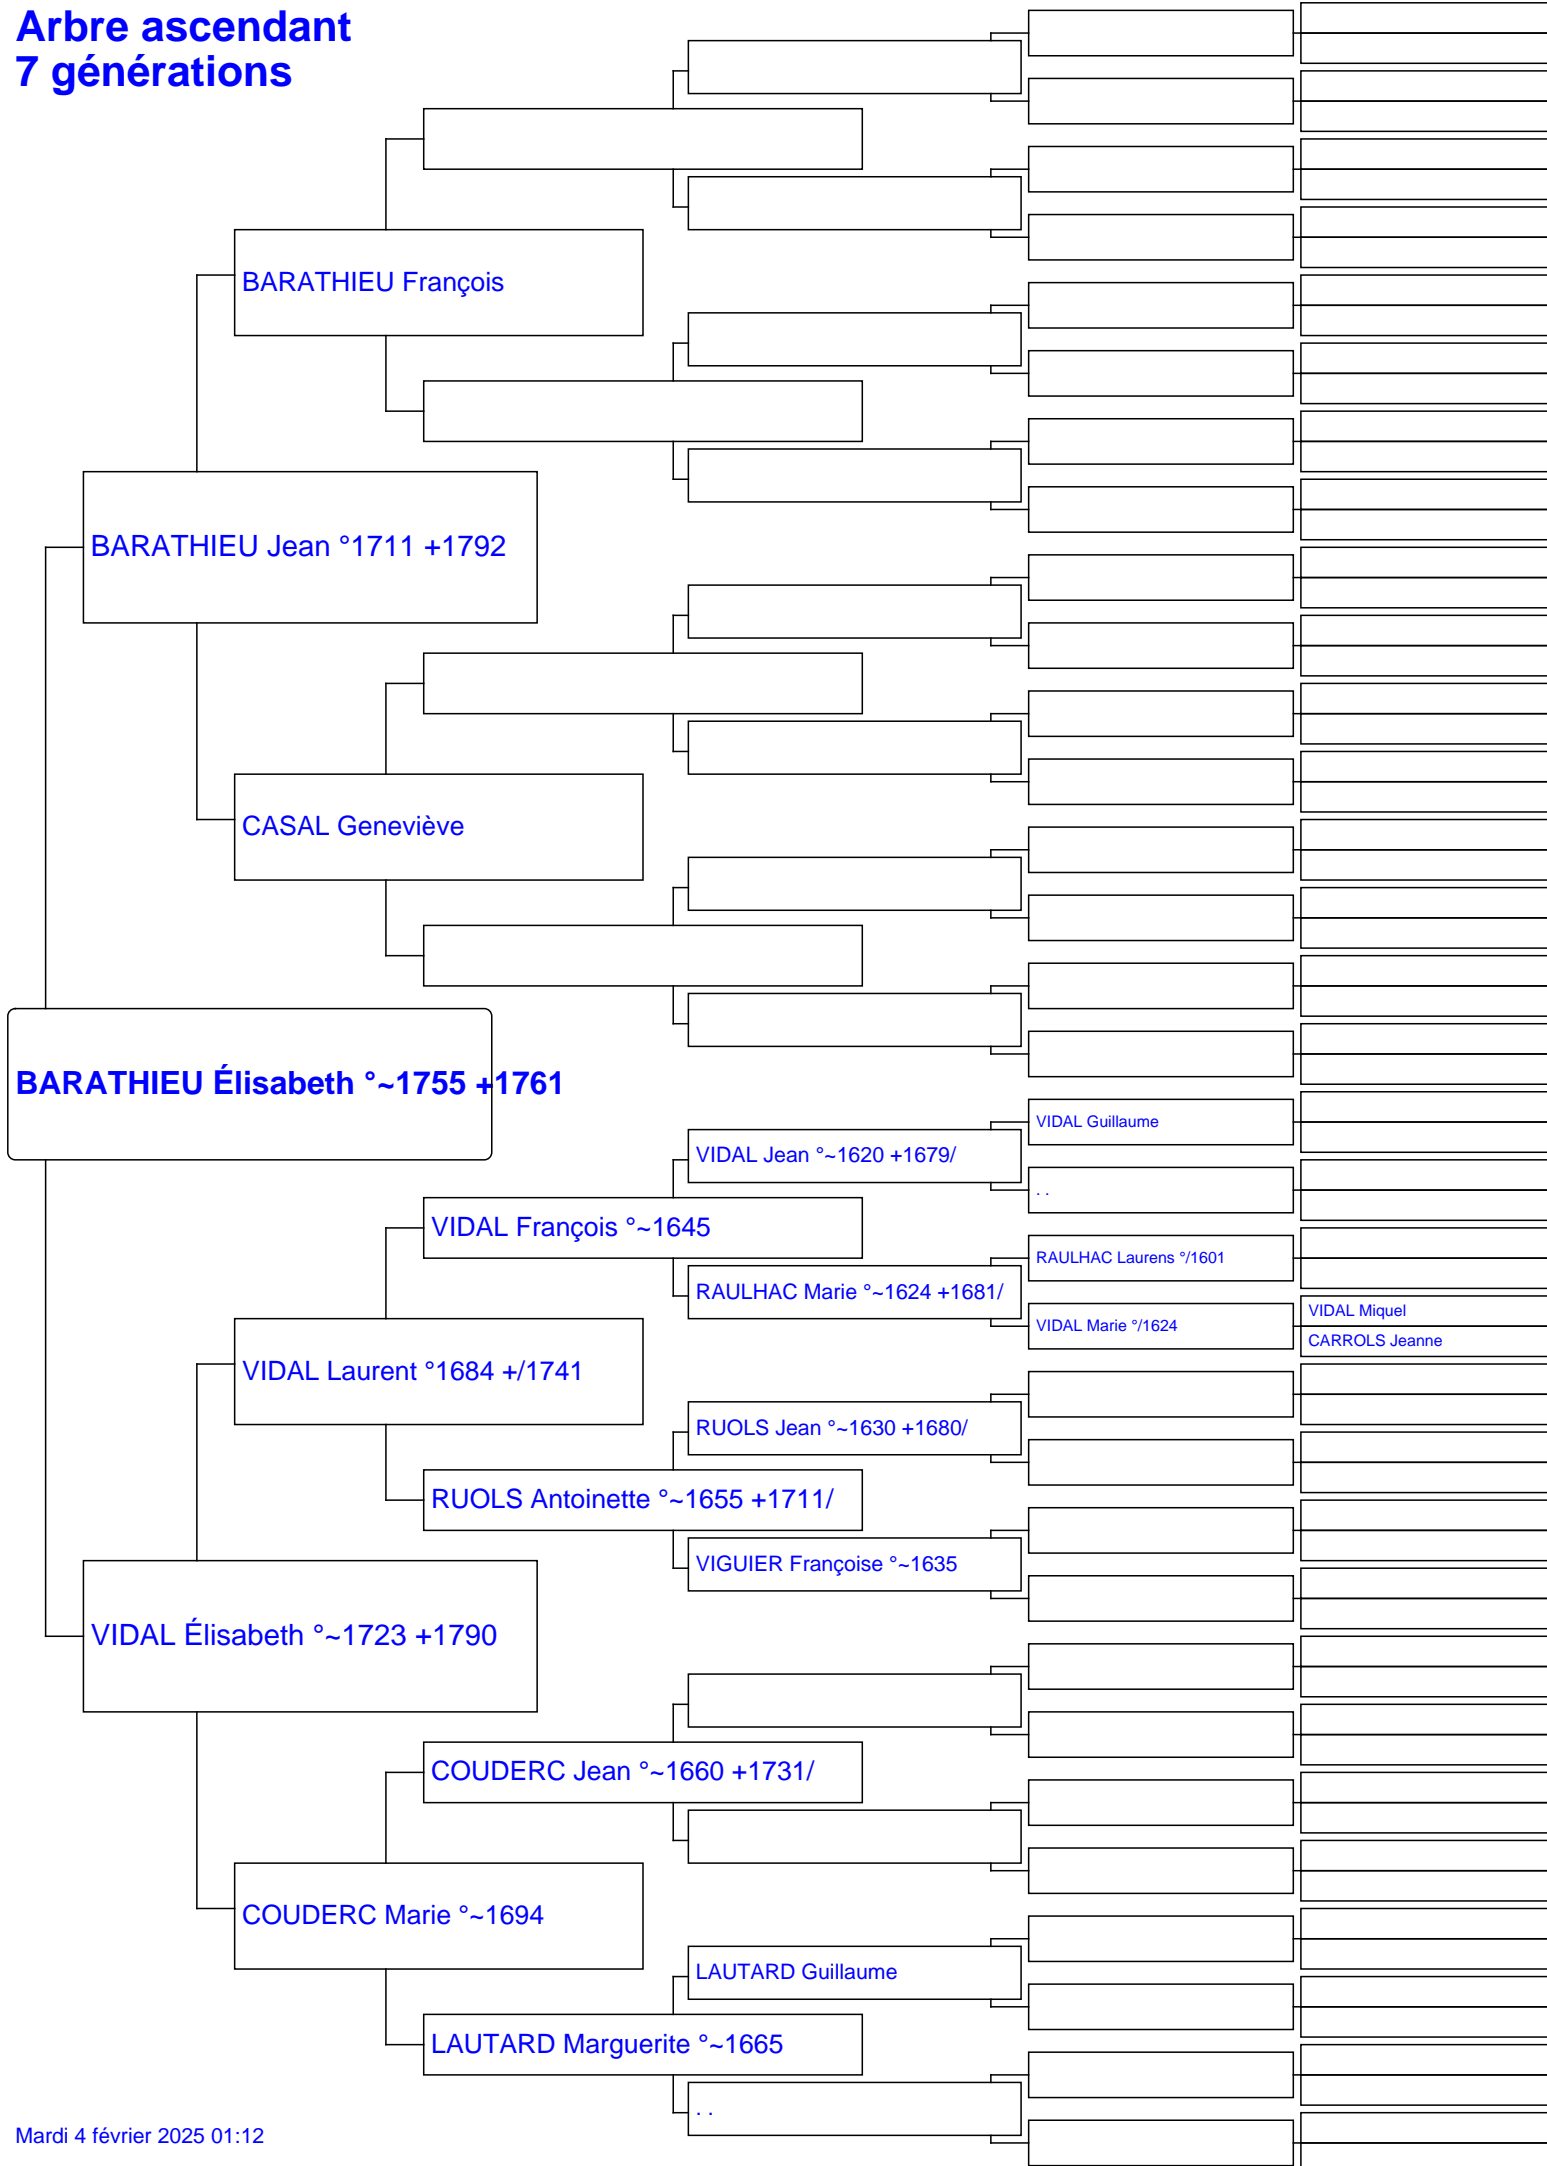 Arbre ascendant
7 générations
BARATHIEU François
BARATHIEU Jean °1711 +1792
CASAL Geneviève
BARATHIEU Élisabeth °~1755 +1761
VIDAL Guillaume
VIDAL Jean °~1620 +1679/
. .
VIDAL François °~1645
RAULHAC Laurens °/1601
RAULHAC Marie °~1624 +1681/
VIDAL Miquel
VIDAL Marie °/1624
CARROLS Jeanne
VIDAL Laurent °1684 +/1741
RUOLS Jean °~1630 +1680/
RUOLS Antoinette °~1655 +1711/
VIGUIER Françoise °~1635
VIDAL Élisabeth °~1723 +1790
COUDERC Jean °~1660 +1731/
COUDERC Marie °~1694
LAUTARD Guillaume
LAUTARD Marguerite °~1665
. .
Mardi 4 février 2025 01:12